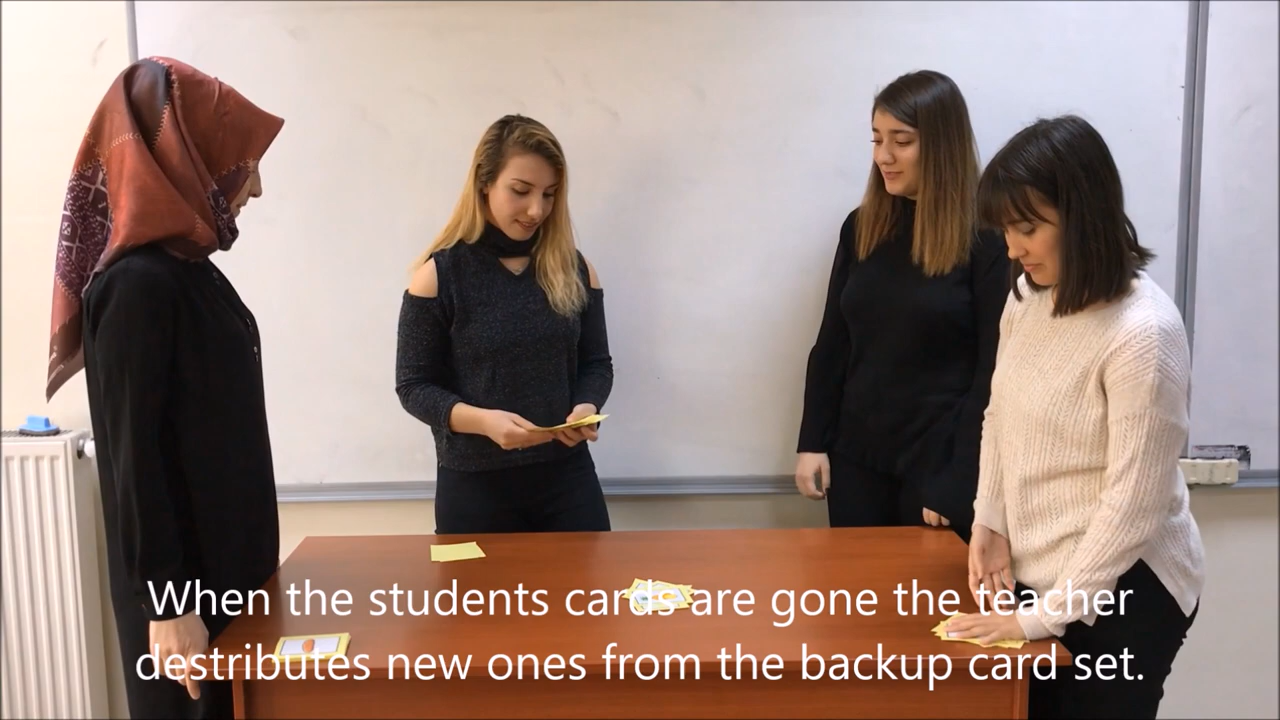 When the students cards are gone the teacher
destributes new ones from the backup card set.